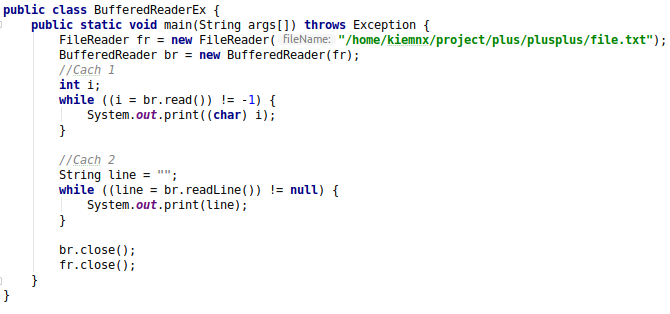 public class BufferedReaderEx {
    public static void main(String args[]) throws Exception {
        FileReader fr = new FileReader( fileName: "/home/kiemnx/project/plus/plusplus/file.txt");
        BufferedReader br = new BufferedReader(fr);
        //Cach 1
        int i;
        while ((i = br.read()) != -1) {
            System.out.print((char) i);
        }

        //Cach 2
        String line = "";
        while ((line = br.readLine()) != null) {
            System.out.print(line);
        }

        br.close();
        fr.close();
    }
}